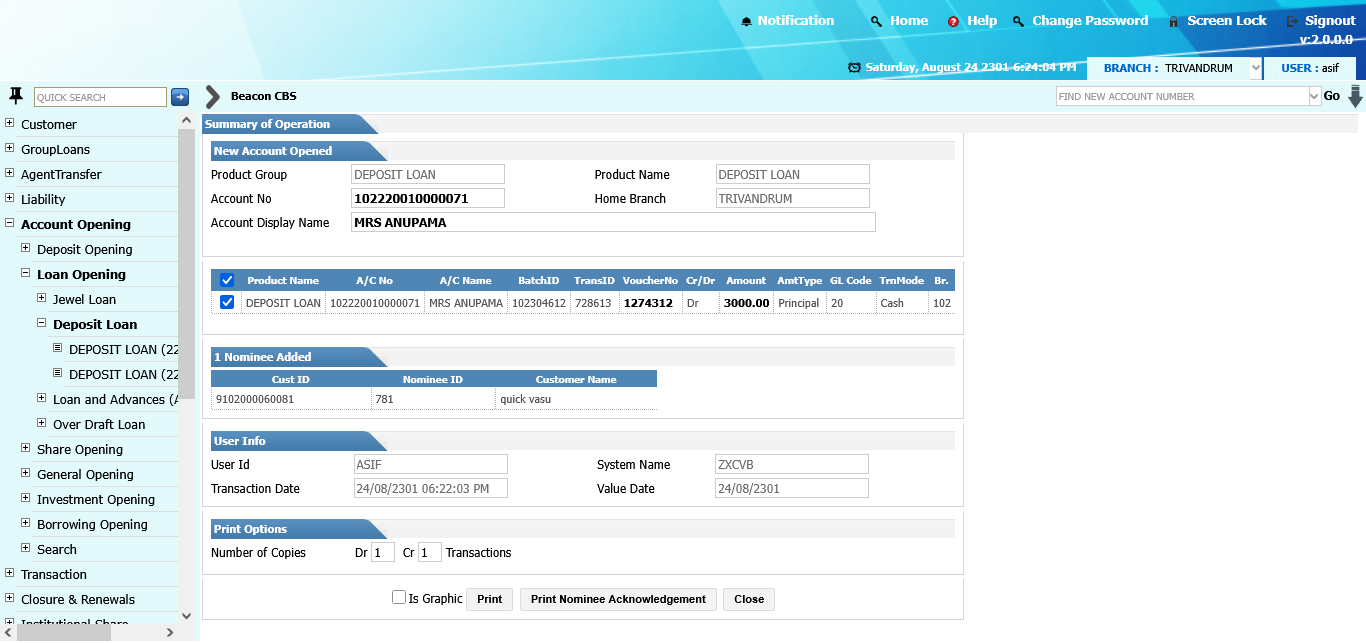 Notification Home Help Change Password Screen Lock Signout
v:2.0.0.0
Saturday, August 24 2301 6:24:04 PM BRANCH : TRIVANDRUM USER : asif
QUICK SEARCH Beacon CBS FIND NEW ACCOUNT NUMBER Go
Customer
GroupLoans
AgentTransfer
Liability
Account Opening
Deposit Opening
Loan Opening
Jewel Loan
Deposit Loan
DEPOSIT LOAN (22
DEPOSIT LOAN (22
Loan and Advances (A
Over Draft Loan
Share Opening
General Opening
Investment Opening
Borrowing Opening
Search
Transaction
Closure & Renewals
Institutional Share
Summary of Operation
New Account Opened
Product Group DEPOSIT LOAN Product Name DEPOSIT LOAN
Account No 102220010000071 Home Branch TRIVANDRUM
Account Display Name MRS ANUPAMA
Product Name A/C No A/C Name BatchID TransID VoucherNo Cr/Dr Amount AmtType GL Code TrnMode Br.
DEPOSIT LOAN 102220010000071 MRS ANUPAMA 102304612 728613 1274312 Dr 3000.00 Principal 20 Cash 102
1 Nominee Added
Cust ID Nominee ID Customer Name
9102000060081 781 quick vasu
User Info
User Id ASIF System Name ZXCVB
Transaction Date 24/08/2301 06:22:03 PM Value Date 24/08/2301
Print Options
Number of Copies Dr 1 Cr 1 Transactions
Is Graphic Print Print Nominee Acknowledgement Close